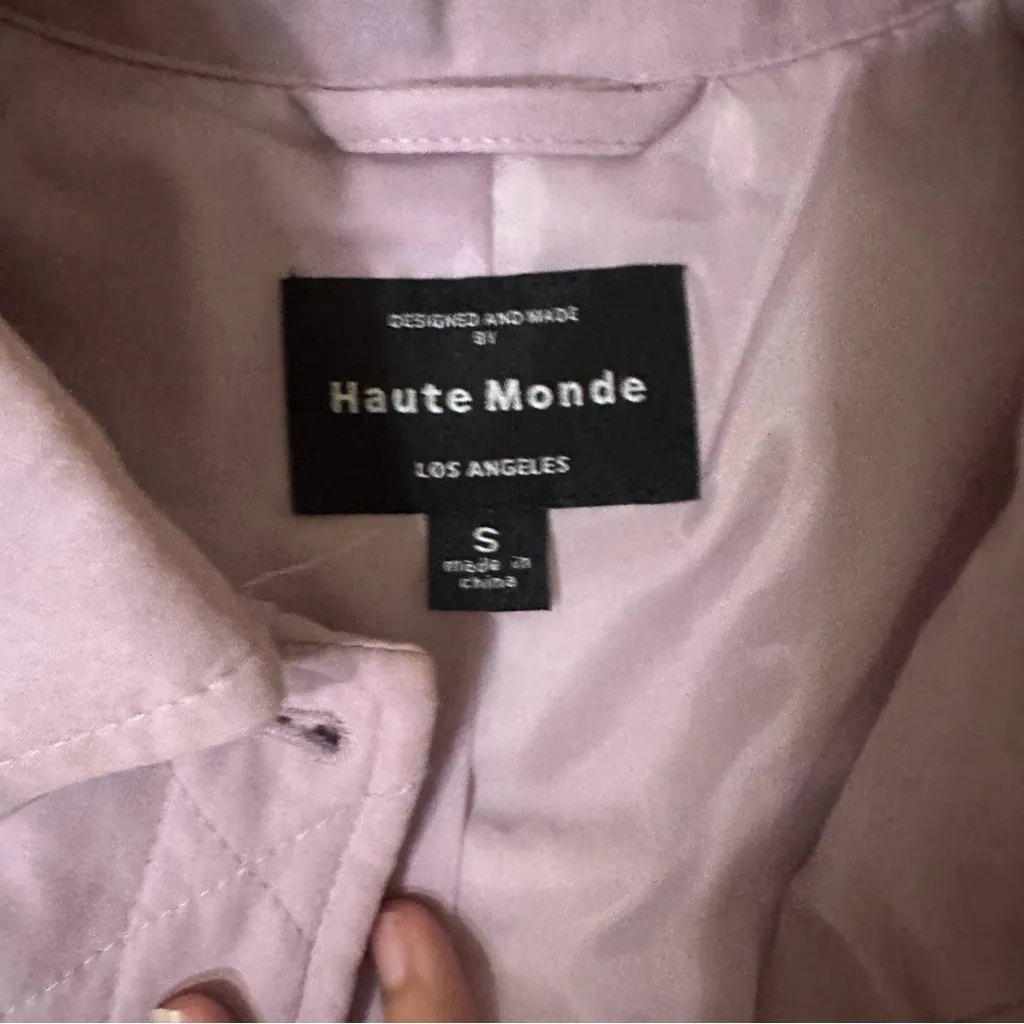 DESIGNED AND MADE
BY
Haute Monde
LOS ANGELES
S
made in
china